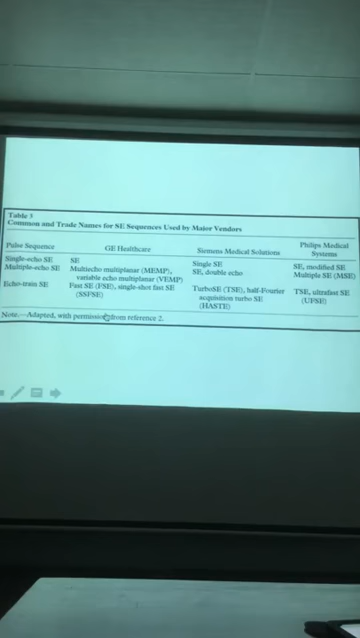 Table 3
Common and Trade Names for SE Sequences Used by Major Vendors
Pulse Sequence GE Healthcare Siemens Medical Solutions Philips Medical Systems
Single-echo SE SE Single SE SE, modified SE
Multiple-echo SE Multiecho multiplanar (MEMP), variable echo multiplanar (VEMP) SE, double echo Multiple SE (MSE)
Echo-train SE Fast SE (FSE), single-shot fast SE (SSFSE) TurboSE (TSE), half-Fourier acquisition turbo SE (HASTE) TSE, ultrafast SE (UFSE)
Note.—Adapted, with permission, from reference 2.